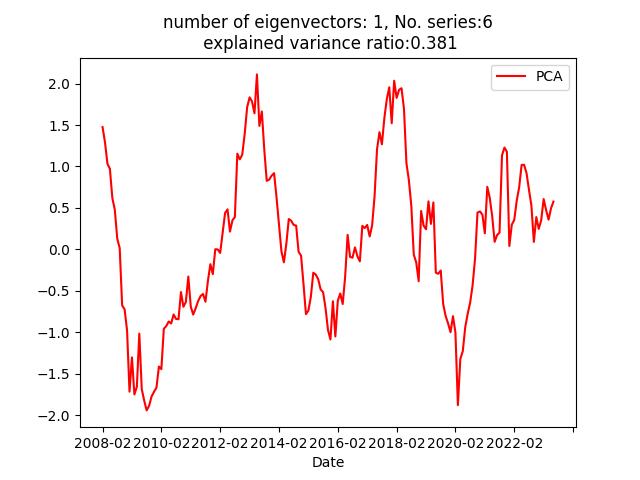 number of eigenvectors: 1, No. series:6
explained variance ratio:0.381
PCA
2.0
1.5
1.0
0.5
0.0
−0.5
−1.0
−1.5
−2.0
2008-02 2010-02 2012-02 2014-02 2016-02 2018-02 2020-02 2022-02
Date